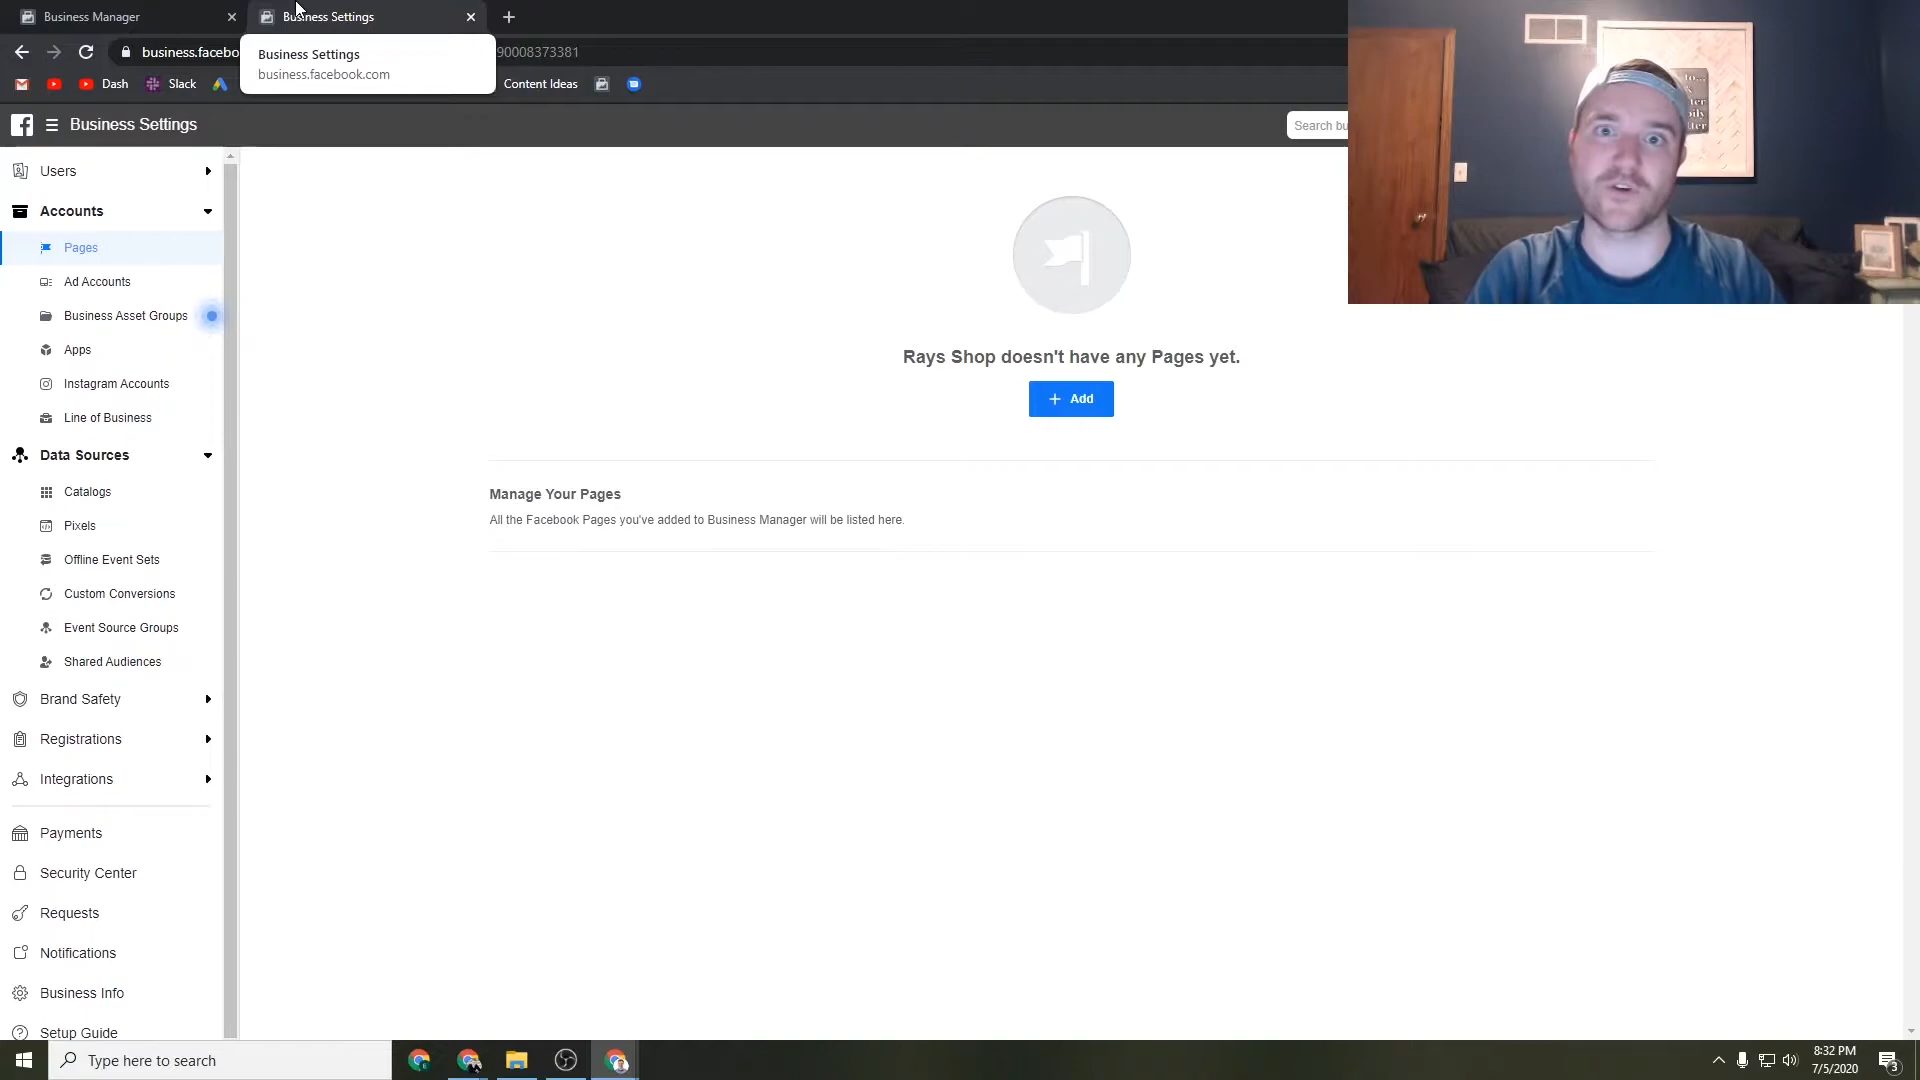 Business Manager
Business Settings
business.facebo
90008373381
Business Settings
business.facebook.com
Dash
Slack
Content Ideas
Business Settings
Search bu
Users
Accounts
Pages
Ad Accounts
Business Asset Groups
Apps
Instagram Accounts
Line of Business
Data Sources
Catalogs
Pixels
Offline Event Sets
Custom Conversions
Event Source Groups
Shared Audiences
Brand Safety
Registrations
Integrations
Payments
Security Center
Requests
Notifications
Business Info
Setup Guide
Rays Shop doesn't have any Pages yet.
+ Add
Manage Your Pages
All the Facebook Pages you've added to Business Manager will be listed here.
Type here to search
8:32 PM
7/5/2020
3